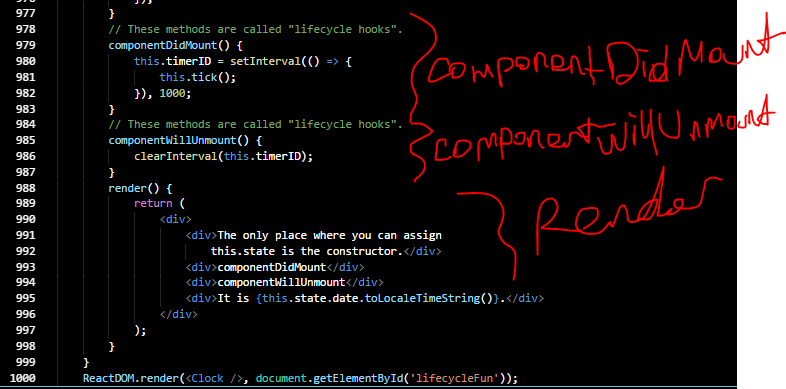 977 }
978 // These methods are called "lifecycle hooks".
979 componentDidMount() {
980 this.timerID = setInterval(() => {
981 this.tick();
982 }), 1000;
983 }
984 // These methods are called "lifecycle hooks".
985 componentWillUnmount() {
986 clearInterval(this.timerID);
987 }
988 render() {
989 return (
990 <div>
991 <div>The only place where you can assign
992 this.state is the constructor.</div>
993 <div>componentDidMount</div>
994 <div>componentWillUnmount</div>
995 <div>It is {this.state.date.toLocaleTimeString()}.</div>
996 </div>
997 );
998 }
999 }
1000 ReactDOM.render(<Clock />, document.getElementById('lifecycleFun'));
componentDidMount
componentWillUnmount
Render